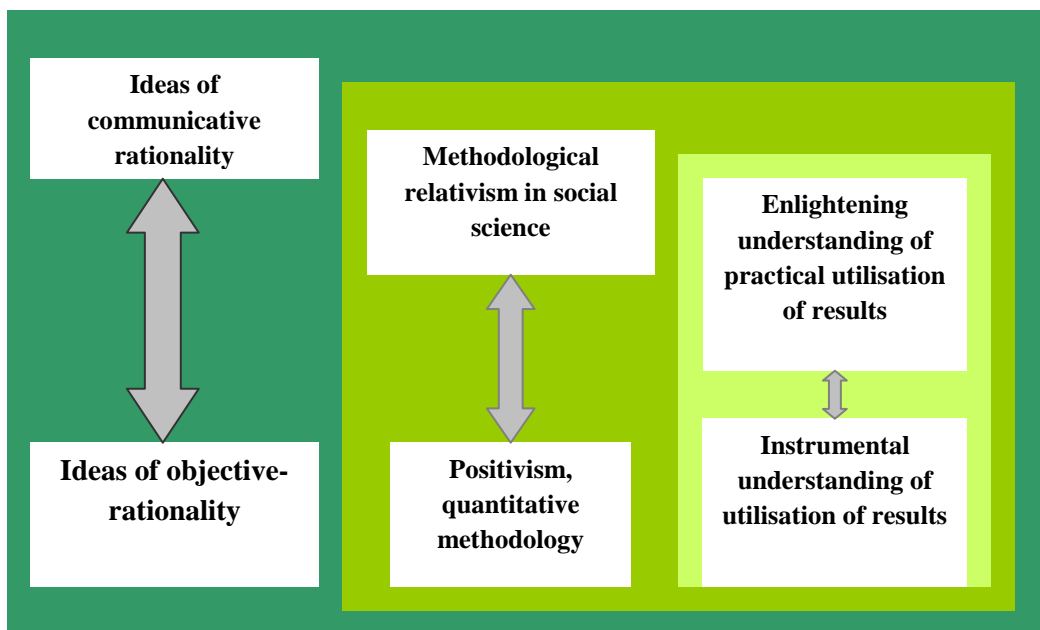 Ideas of
communicative
rationality
Ideas of objective-
rationality
Methodological
relativism in social
science
Positivism,
quantitative
methodology
Enlightening
understanding of
practical utilisation
of results
Instrumental
understanding of
utilisation of results